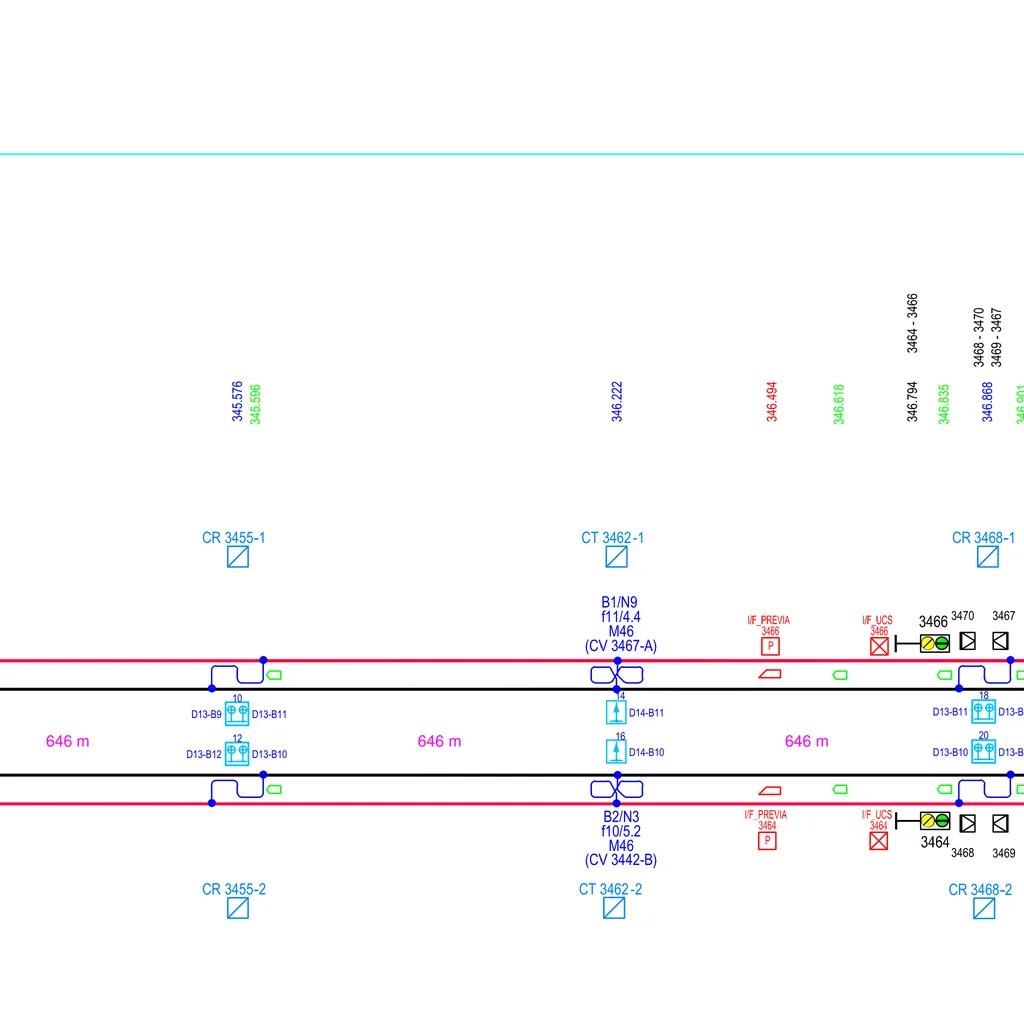 3464 - 3466
3468 - 3470
3469 - 3467
345.576
345.596
346.222
346.494
346.618
346.794
346.835
346.868
346.901
CR 3455-1
CT 3462-1
CR 3468-1
B1/N9
f11/4.4
M46
(CV 3467-A)
I/F_PREVIA
3466
P
I/F_UCS
3466
3466
3470
3467
10
D13-B9
D13-B11
14
D14-B11
18
D13-B11
D13-B
646 m
646 m
646 m
12
D13-B12
D13-B10
16
D14-B10
20
D13-B10
D13-B
B2/N3
f10/5.2
M46
(CV 3442-B)
I/F_PREVIA
3464
P
I/F_UCS
3464
3464
3468
3469
CR 3455-2
CT 3462-2
CR 3468-2